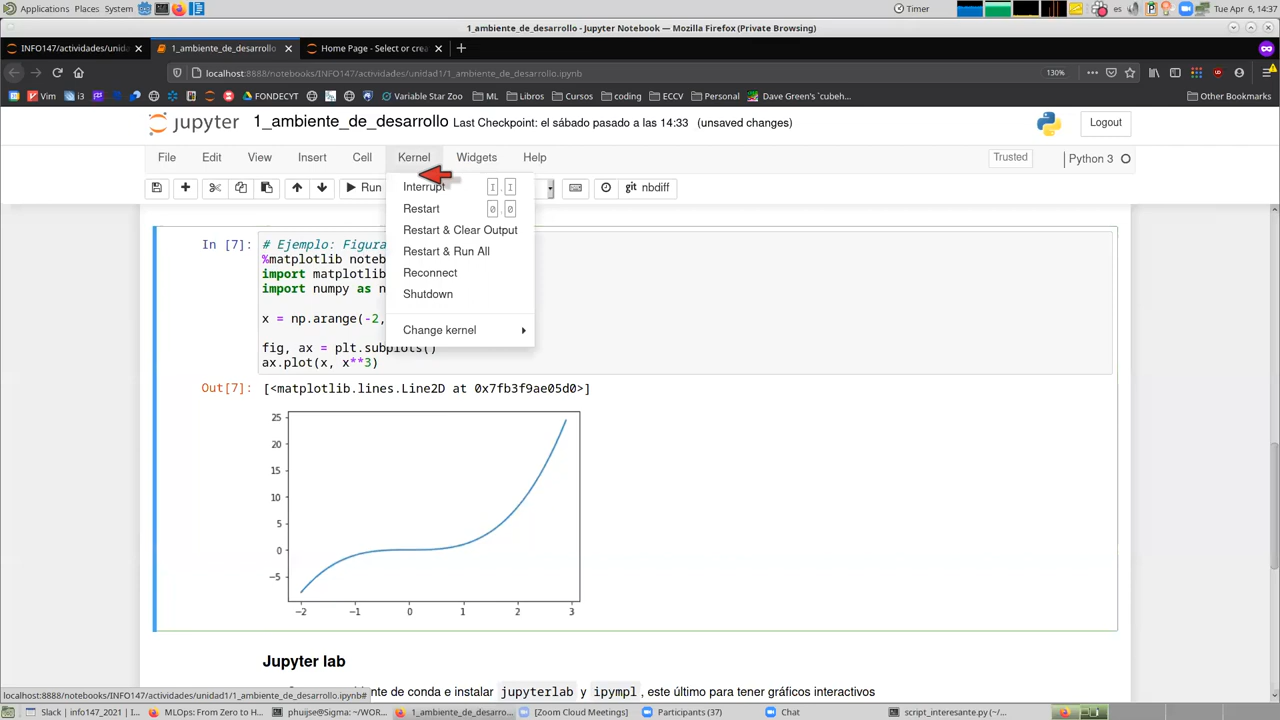 Applications Places System Timer es Tue Apr 6, 14:37
1_ambiente_de_desarrollo - Jupyter Notebook — Mozilla Firefox (Private Browsing)
INFO147/actividades/unida 1_ambiente_de_desarrollo Home Page - Select or crea
localhost:8888/notebooks/INFO147/actividades/unidad1/1_ambiente_de_desarrollo.ipynb 130%
Vim i3 FONDECYT Variable Star Zoo ML Libros Cursos coding ECCV Personal Dave Green's 'cubeh... Other Bookmarks
jupyter 1_ambiente_de_desarrollo Last Checkpoint: el sábado pasado a las 14:33 (unsaved changes) Logout
File Edit View Insert Cell Kernel Widgets Help Trusted Python 3
Run nbdiff
Interrupt I , I
Restart 0 , 0
Restart & Clear Output
Restart & Run All
Reconnect
Shutdown
Change kernel
In [7]: # Ejemplo: Figura
%matplotlib noteb
import matplotlib
import numpy as n
x = np.arange(-2,
fig, ax = plt.subplots()
ax.plot(x, x**3)
Out[7]: [<matplotlib.lines.Line2D at 0x7fb3f9ae05d0>]
25
20
15
10
5
0
−5
−2 −1 0 1 2 3
Jupyter lab
biente de conda e instalar jupyterlab y ipympl , este último para tener gráficos interactivos
localhost:8888/notebooks/INFO147/actividades/unidad1/1_ambiente_de_desarrollo.ipynb#
Slack | info147_2021 | I... MLOps: From Zero to H... phuijse@Sigma: ~/WOR... 1_ambiente_de_desarro... [Zoom Cloud Meetings] Participants (37) Chat script_interesante.py (~/...